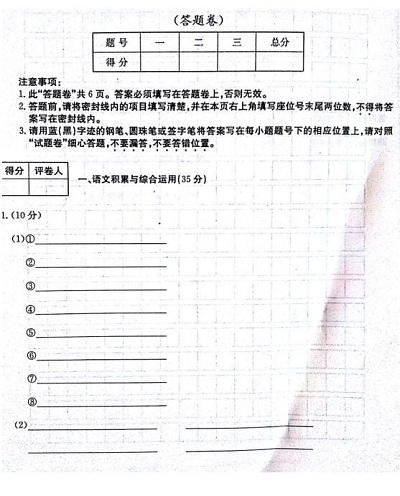 (答题卷)
题号 一 二 三 总分
得分
注意事项:
1.此“答题卷”共6页。答案必须填写在答题卷上,否则无效。
2.答题前,请将密封线内的项目填写清楚,并在本页右上角填写座位号末尾两位数,不得将答
案写在密封线内。
3.请用蓝(黑)字迹的钢笔、圆珠笔或签字笔将答案写在每小题题号下的相应位置上,请对照
“试题卷”细心答题,不要漏答,不要答错位置。
得分 评卷人
一、语文积累与综合运用(35分)
1.(10分)
(1)①
②
③
④
⑤
⑥
⑦
⑧
(2)